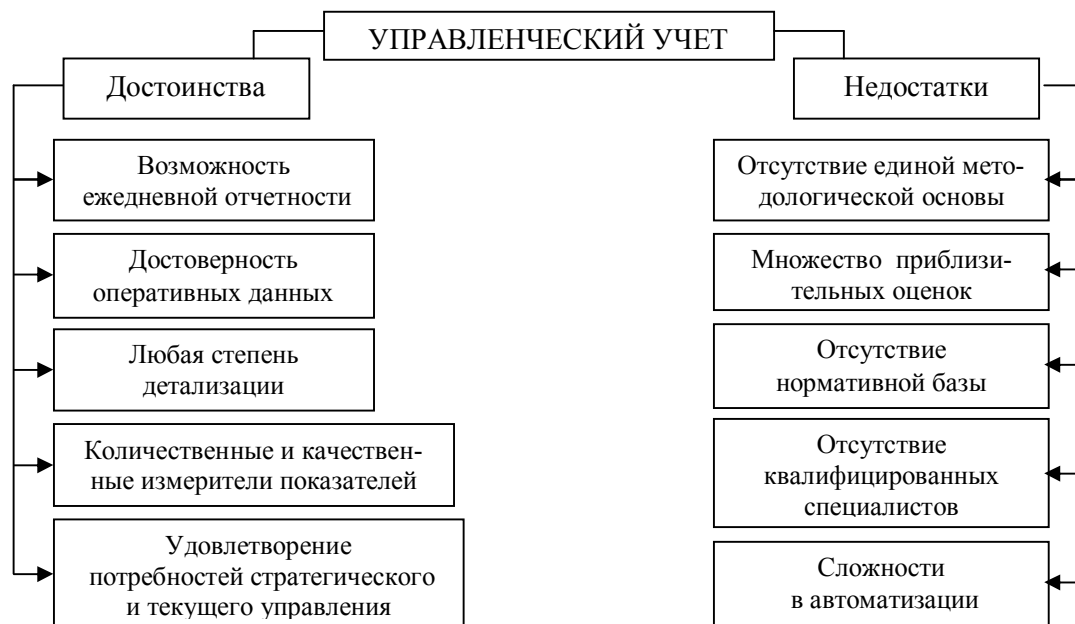 УПРАВЛЕНЧЕСКИЙ УЧЕТ
Достоинства
Возможность
ежедневной отчетности
Достоверность
оперативных данных
Любая степень
детализации
Количественные и качествен-
ные измерители показателей
Удовлетворение
потребностей стратегического
и текущего управления
Недостатки
Отсутствие единой мето-
дологической основы
Множество приблизи-
тельных оценок
Отсутствие
нормативной базы
Отсутствие
квалифицированных
специалистов
Сложности
в автоматизации